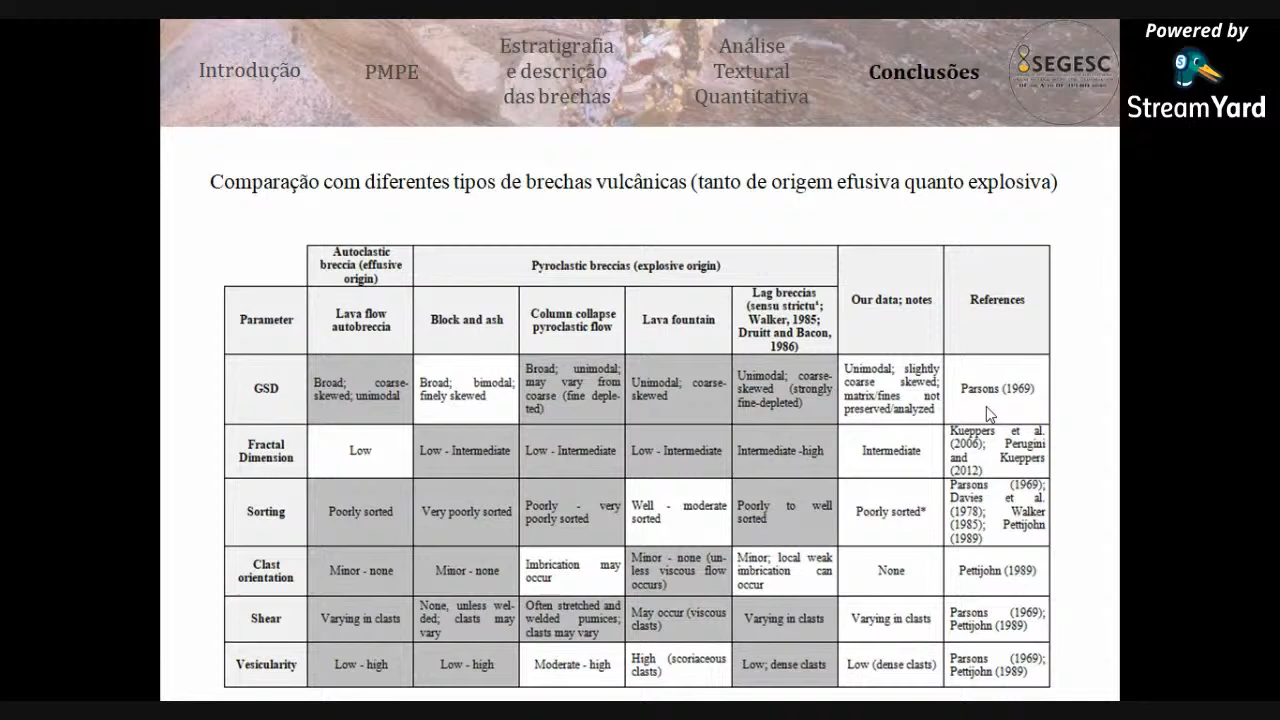 Powered by
StreamYard
Introdução
PMPE
Estratigrafia
e descrição
das brechas
Análise
Textural
Quantitativa
Conclusões
SEGESC
Comparação com diferentes tipos de brechas vulcânicas (tanto de origem efusiva quanto explosiva)
Autoclastic
breccia (effusive
origin)
Pyroclastic breccias (explosive origin)
Our data; notes
References
Parameter
Lava flow
autobreccia
Block and ash
Column collapse
pyroclastic flow
Lava fountain
Lag breccias
(sensu strictu¹;
Walker, 1985;
Druitt and Bacon,
1986)
GSD
Broad; coarse-
skewed; unimodal
Broad; bimodal;
finely skewed
Broad; unimodal;
may vary from
coarse (fine deple-
ted)
Unimodal; coarse-
skewed
Unimodal; coarse-
skewed (strongly
fine-depleted)
Unimodal; slightly
coarse skewed;
matrix/fines not
preserved/analyzed
Parsons (1969)
Fractal
Dimension
Low
Low - Intermediate
Low - Intermediate
Low - Intermediate
Intermediate -high
Intermediate
Kueppers et al.
(2006); Perugini
and Kueppers
(2012)
Sorting
Poorly sorted
Very poorly sorted
Poorly - very
poorly sorted
Well - moderate
sorted
Poorly to well
sorted
Poorly sorted*
Parsons (1969);
Davies et al.
(1978); Walker
(1985); Pettijohn
(1989)
Clast
orientation
Minor - none
Minor - none
Imbrication may
occur
Minor - none (un-
less viscous flow
occurs)
Minor; local weak
imbrication can
occur
None
Pettijohn (1989)
Shear
Varying in clasts
None, unless wel-
ded; clasts may
vary
Often stretched and
welded pumices;
clasts may vary
May occur (viscous
clasts)
Varying in clasts
Varying in clasts
Parsons (1969);
Pettijohn (1989)
Vesicularity
Low - high
Low - high
Moderate - high
High (scoriaceous
clasts)
Low; dense clasts
Low (dense clasts)
Parsons (1969);
Pettijohn (1989)